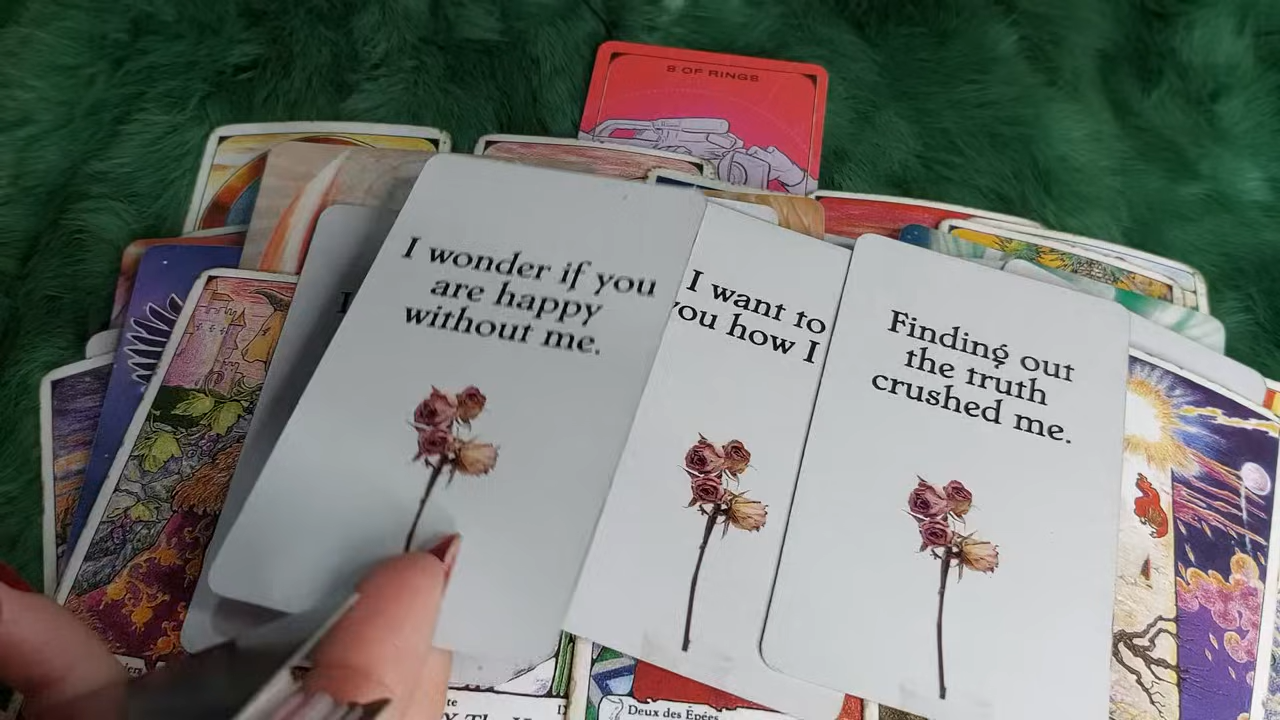 8 OF RINGS
I wonder if you
are happy
without me.
I want to
you how I
Finding out
the truth
crushed me.
Deux des Épées